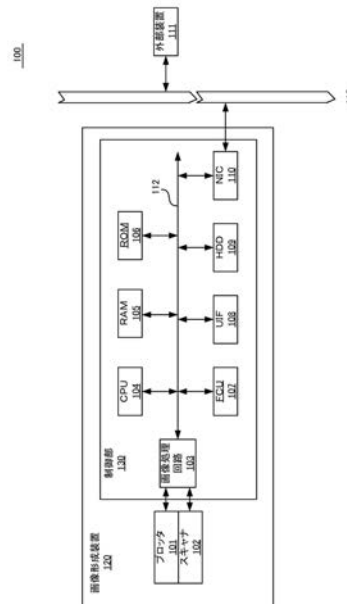 100
画像形成装置
120
制御部
130
CPU
104
RAM
105
ROM
106
外部装置
111
プロッタ
101
スキャナ
102
画像処理
回路
103
112
ECU
107
UIF
108
HDD
109
NIC
110